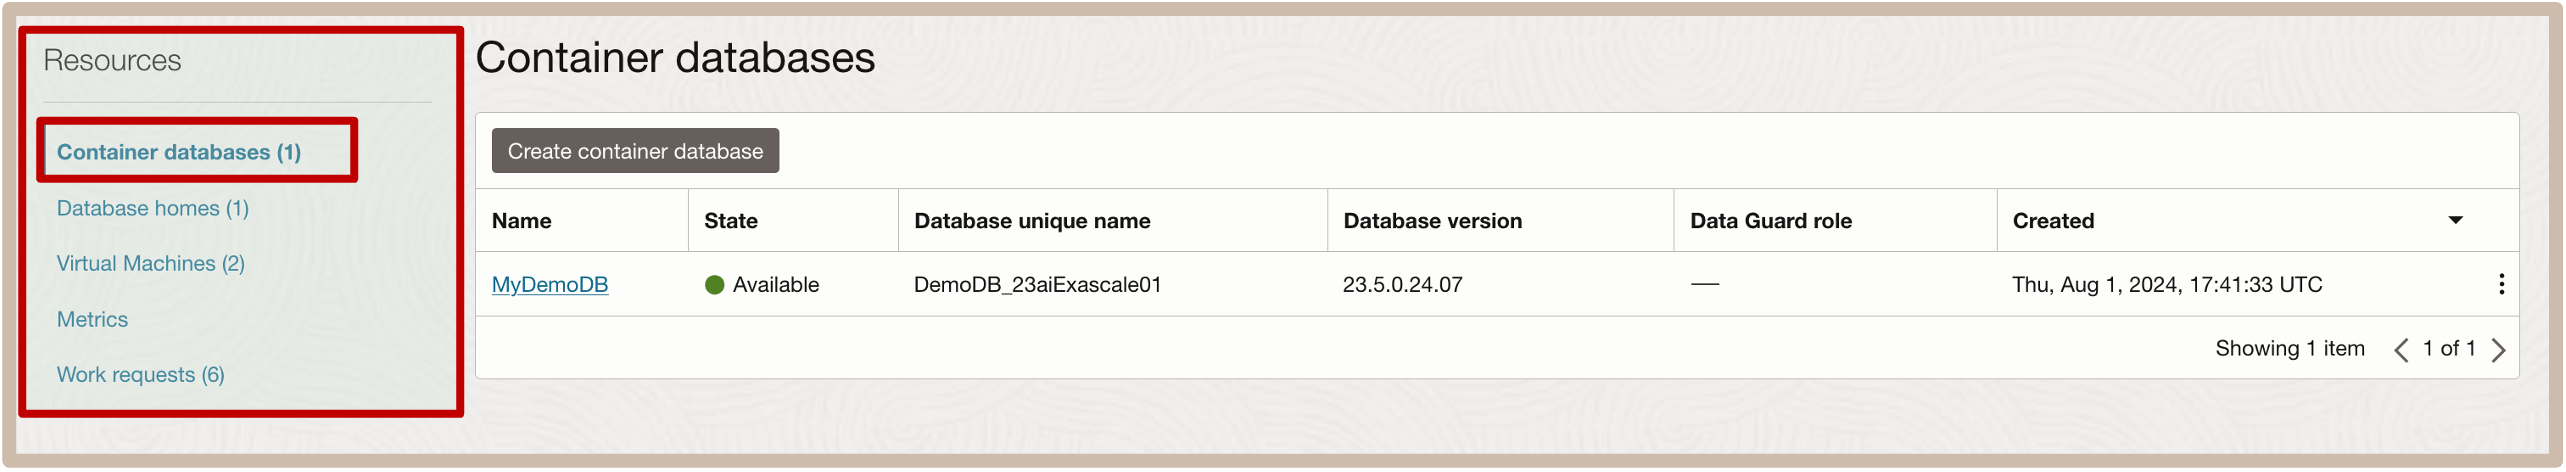 Resources
Container databases (1)
Database homes (1)
Virtual Machines (2)
Metrics
Work requests (6)
Container databases
Create container database
Name State Database unique name Database version Data Guard role Created
MyDemoDB Available DemoDB_23aiExascale01 23.5.0.24.07 — Thu, Aug 1, 2024, 17:41:33 UTC
Showing 1 item 1 of 1